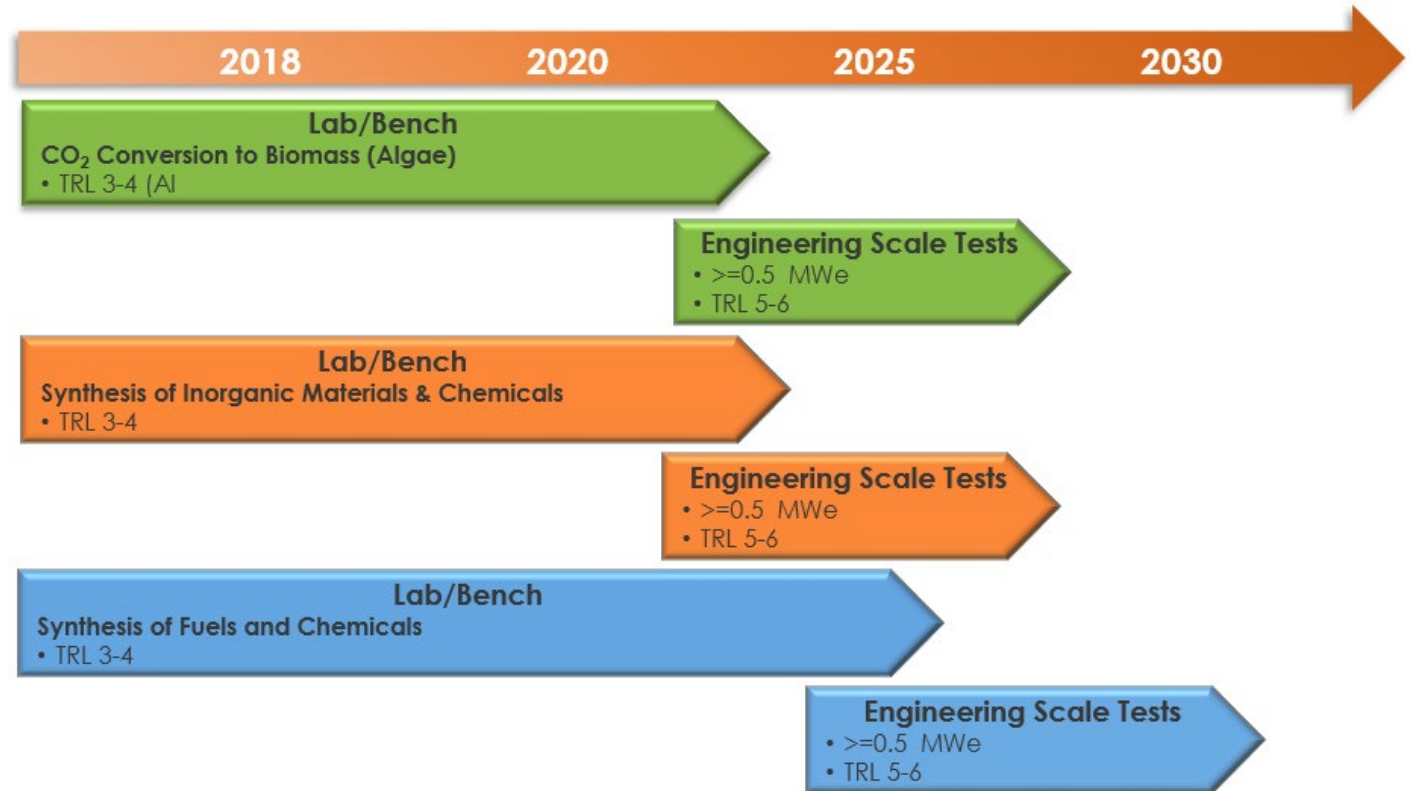 2018 2020 2025 2030
Lab/Bench
CO₂ Conversion to Biomass (Algae)
• TRL 3-4 (Al
Engineering Scale Tests
• >=0.5 MWe
• TRL 5-6
Lab/Bench
Synthesis of Inorganic Materials & Chemicals
• TRL 3-4
Engineering Scale Tests
• >=0.5 MWe
• TRL 5-6
Lab/Bench
Synthesis of Fuels and Chemicals
• TRL 3-4
Engineering Scale Tests
• >=0.5 MWe
• TRL 5-6